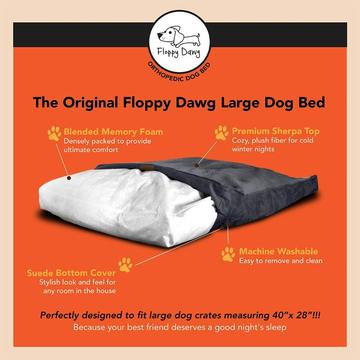 Floppy Dawg
ORTHOPEDIC DOG BED
The Original Floppy Dawg Large Dog Bed
Blended Memory Foam
Densely packed to provide
ultimate comfort
Premium Sherpa Top
Cozy, plush fiber for cold
winter nights
Machine Washable
Easy to remove and clean
Suede Bottom Cover
Stylish look and feel for
any room in the house
Perfectly designed to fit large dog crates measuring 40”x 28”!!!
Because your best friend deserves a good night's sleep